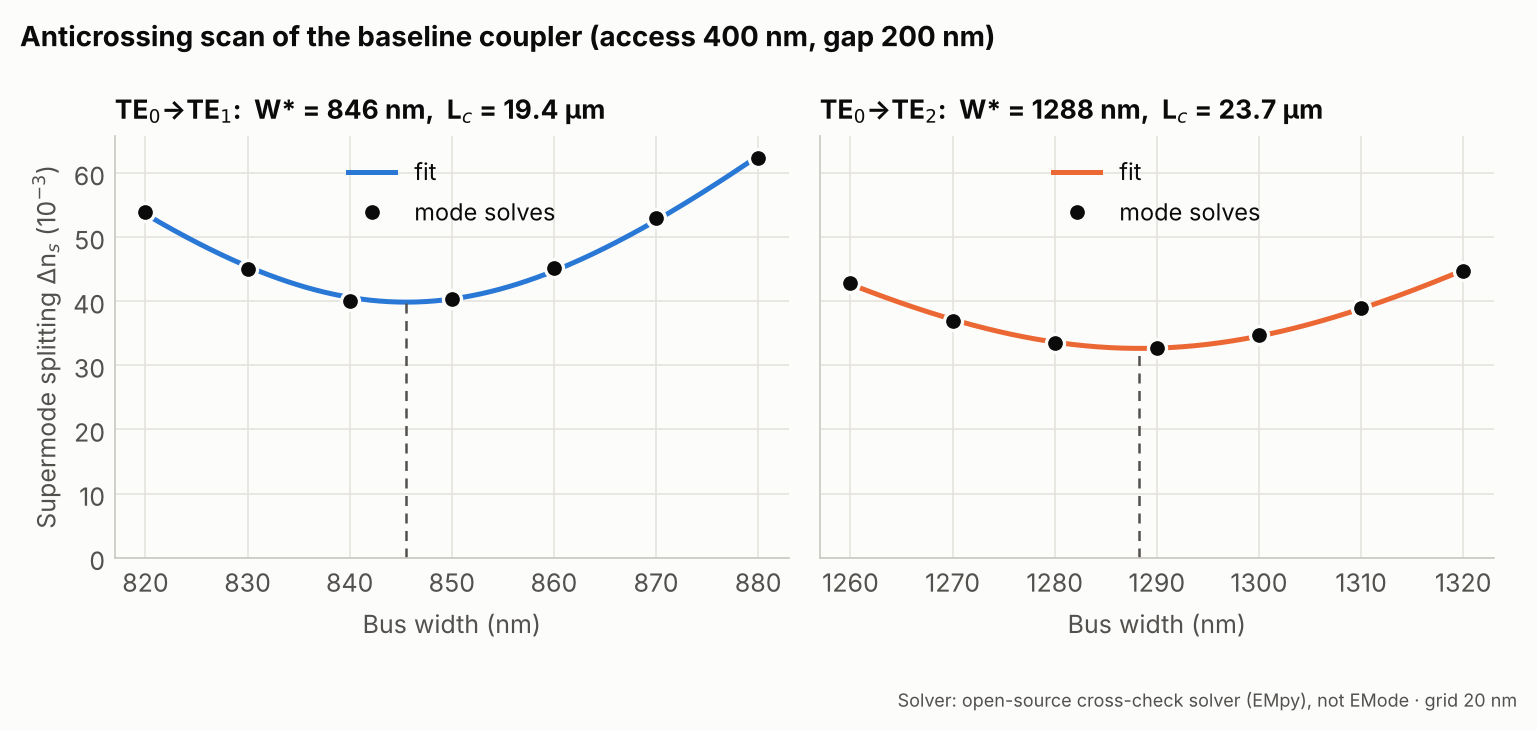 Anticrossing scan of the baseline coupler (access 400 nm, gap 200 nm)
TE₀→TE₁: W* = 846 nm, L𝑐 = 19.4 µm
fit
mode solves
Supermode splitting Δnₛ (10⁻³)
60
50
40
30
20
10
0
820 830 840 850 860 870 880
Bus width (nm)
TE₀→TE₂: W* = 1288 nm, L𝑐 = 23.7 µm
fit
mode solves
1260 1270 1280 1290 1300 1310 1320
Bus width (nm)
Solver: open-source cross-check solver (EMpy), not EMode · grid 20 nm